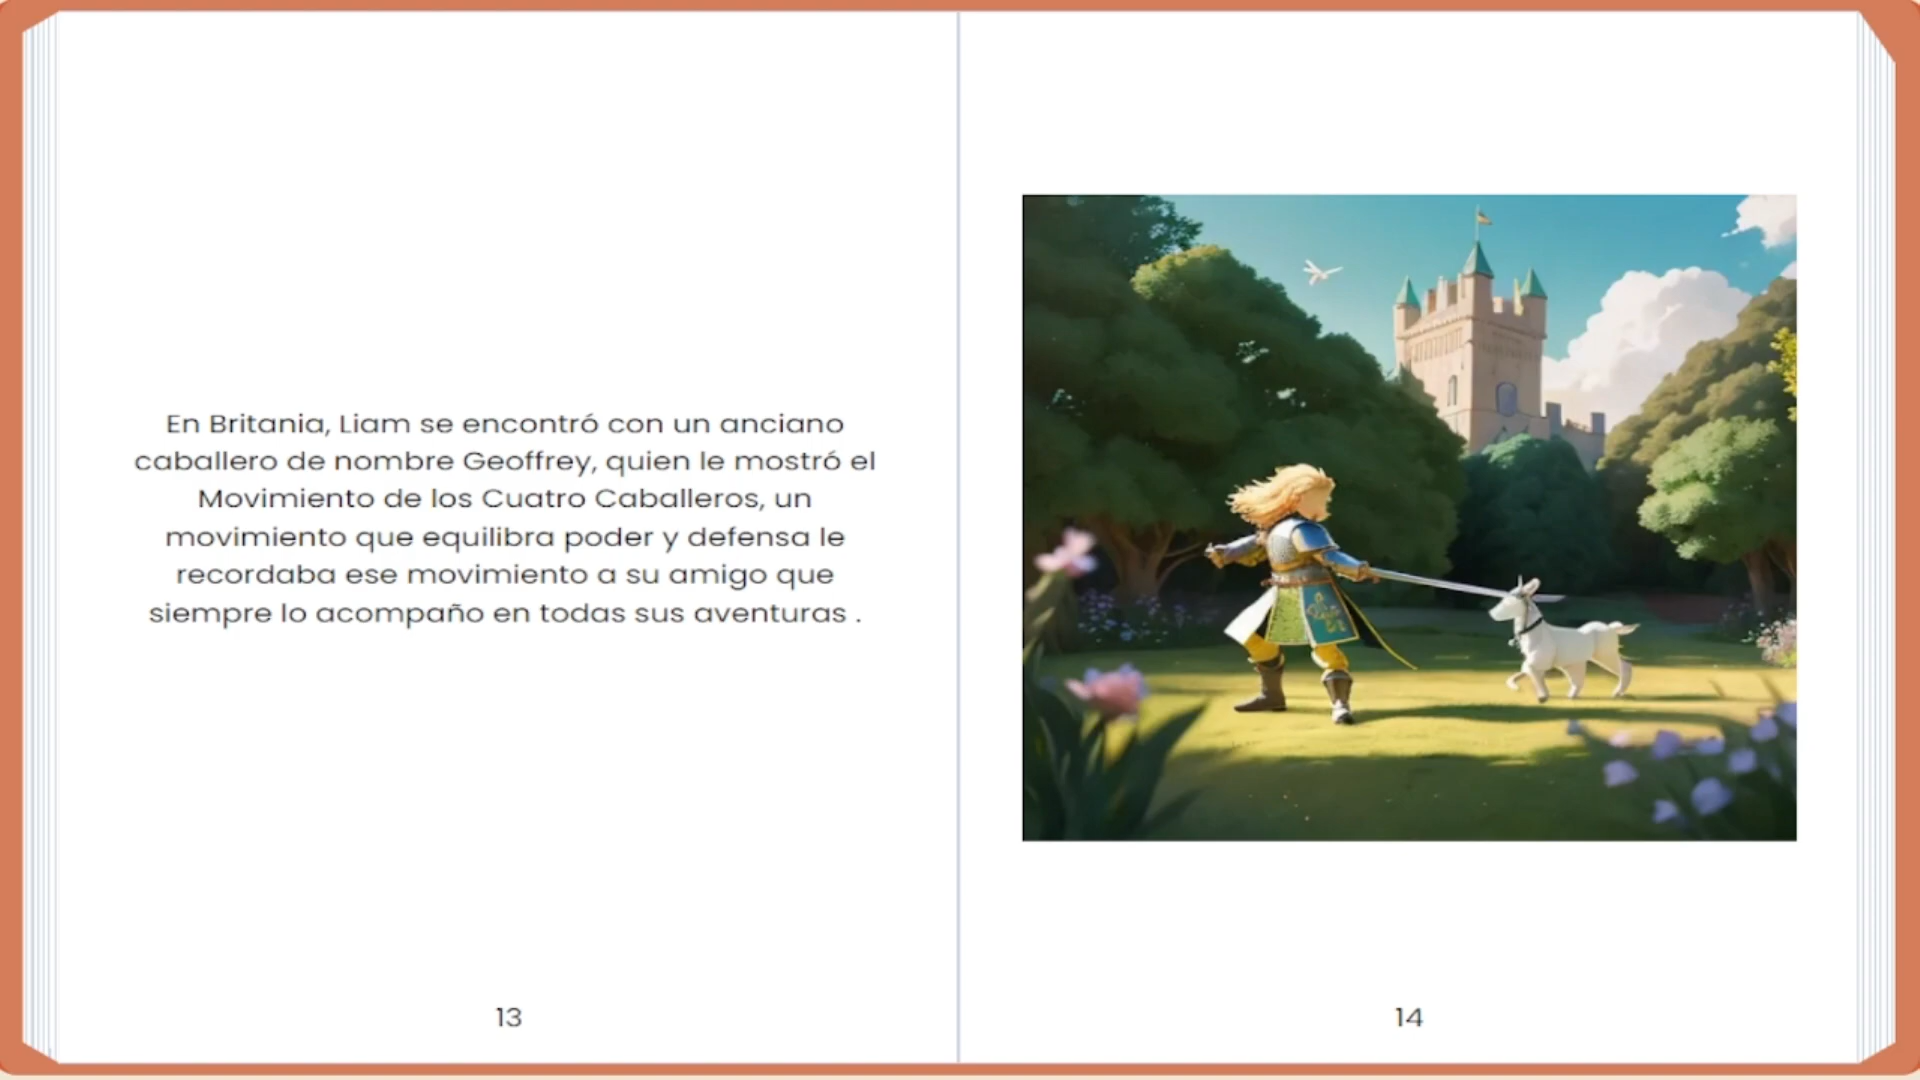 En Britania, Liam se encontró con un anciano
caballero de nombre Geoffrey, quien le mostró el
Movimiento de los Cuatro Caballeros, un
movimiento que equilibra poder y defensa le
recordaba ese movimiento a su amigo que
siempre lo acompaño en todas sus aventuras .
13
14